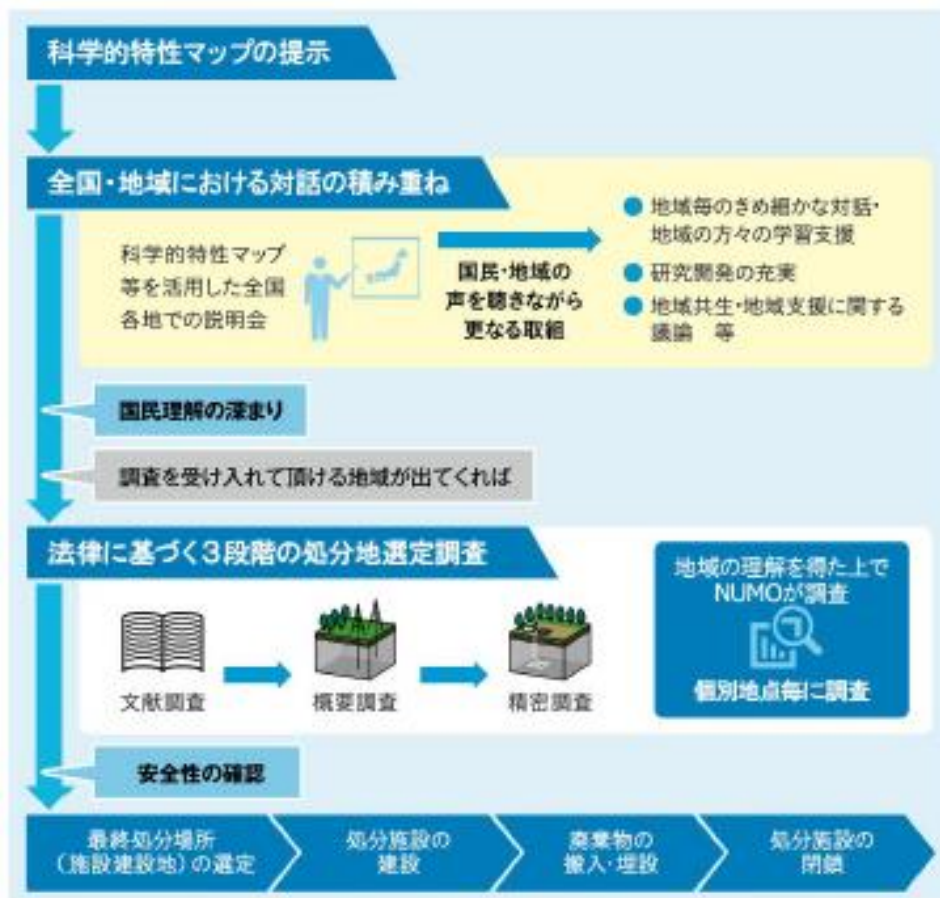 科学的特性マップの提示
全国・地域における対話の積み重ね
科学的特性マップ
等を活用した全国
各地での説明会
国民・地域の
声を聴きながら
更なる取組
● 地域毎のきめ細かな対話・
地域の方々の学習支援
● 研究開発の充実
● 地域共生・地域支援に関する
議論 等
国民理解の深まり
調査を受け入れて頂ける地域が出てくれば
法律に基づく3段階の処分地選定調査
文献調査
概要調査
精密調査
地域の理解を得た上で
NUMOが調査
個別地点毎に調査
安全性の確認
最終処分場所
(施設建設地)の選定
処分施設の
建設
廃棄物の
搬入・埋設
処分施設の
閉鎖